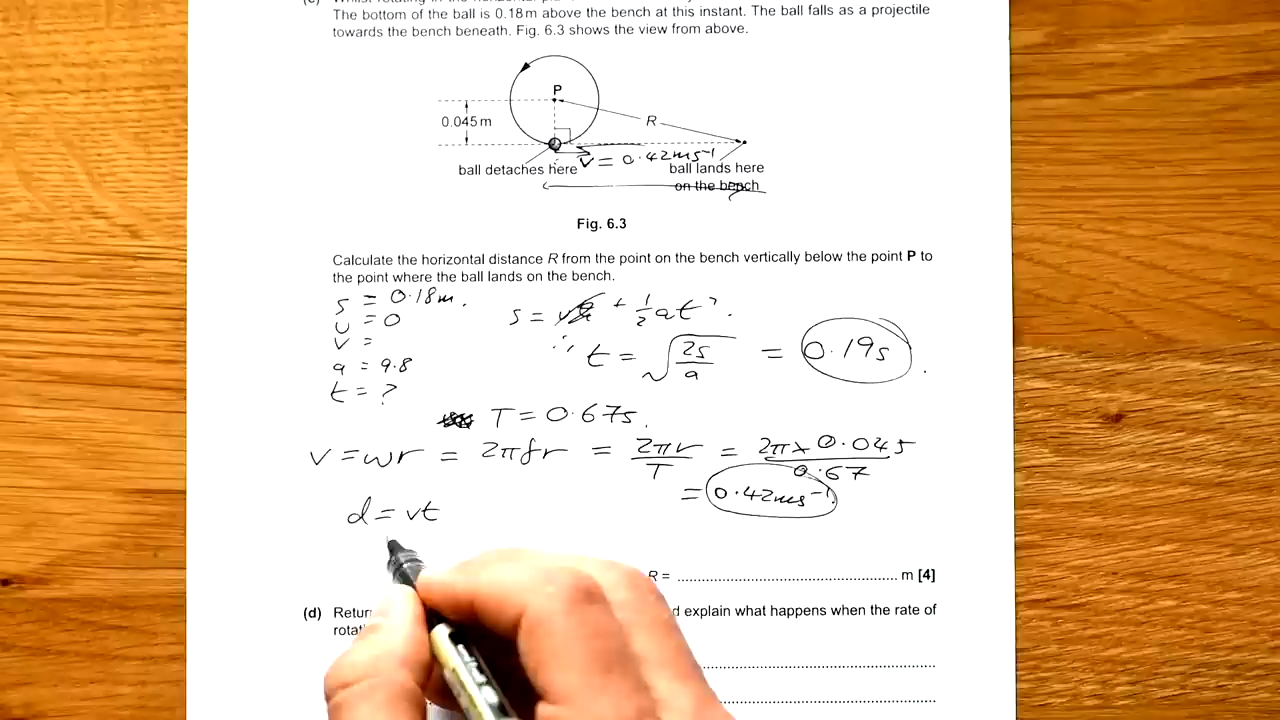 The bottom of the ball is 0.18 m above the bench at this instant. The ball falls as a projectile
towards the bench beneath. Fig. 6.3 shows the view from above.
P
0.045 m
R
v = 0.42ms⁻¹
ball detaches here
ball lands here
on the bench
Fig. 6.3
Calculate the horizontal distance R from the point on the bench vertically below the point P to
the point where the ball lands on the bench.
s = 0.18m.
u = 0
v =
a = 9.8
t = ?
s = ut + ½at².
∴ t = √(2s/a) = 0.19s
T = 0.67s.
v = ωr = 2πfr = 2πr/T = 2π × 0.045/0.67
= 0.42ms⁻¹
d = vt
R = ........................................................ m [4]
(d) Retur
d explain what happens when the rate of
rotat